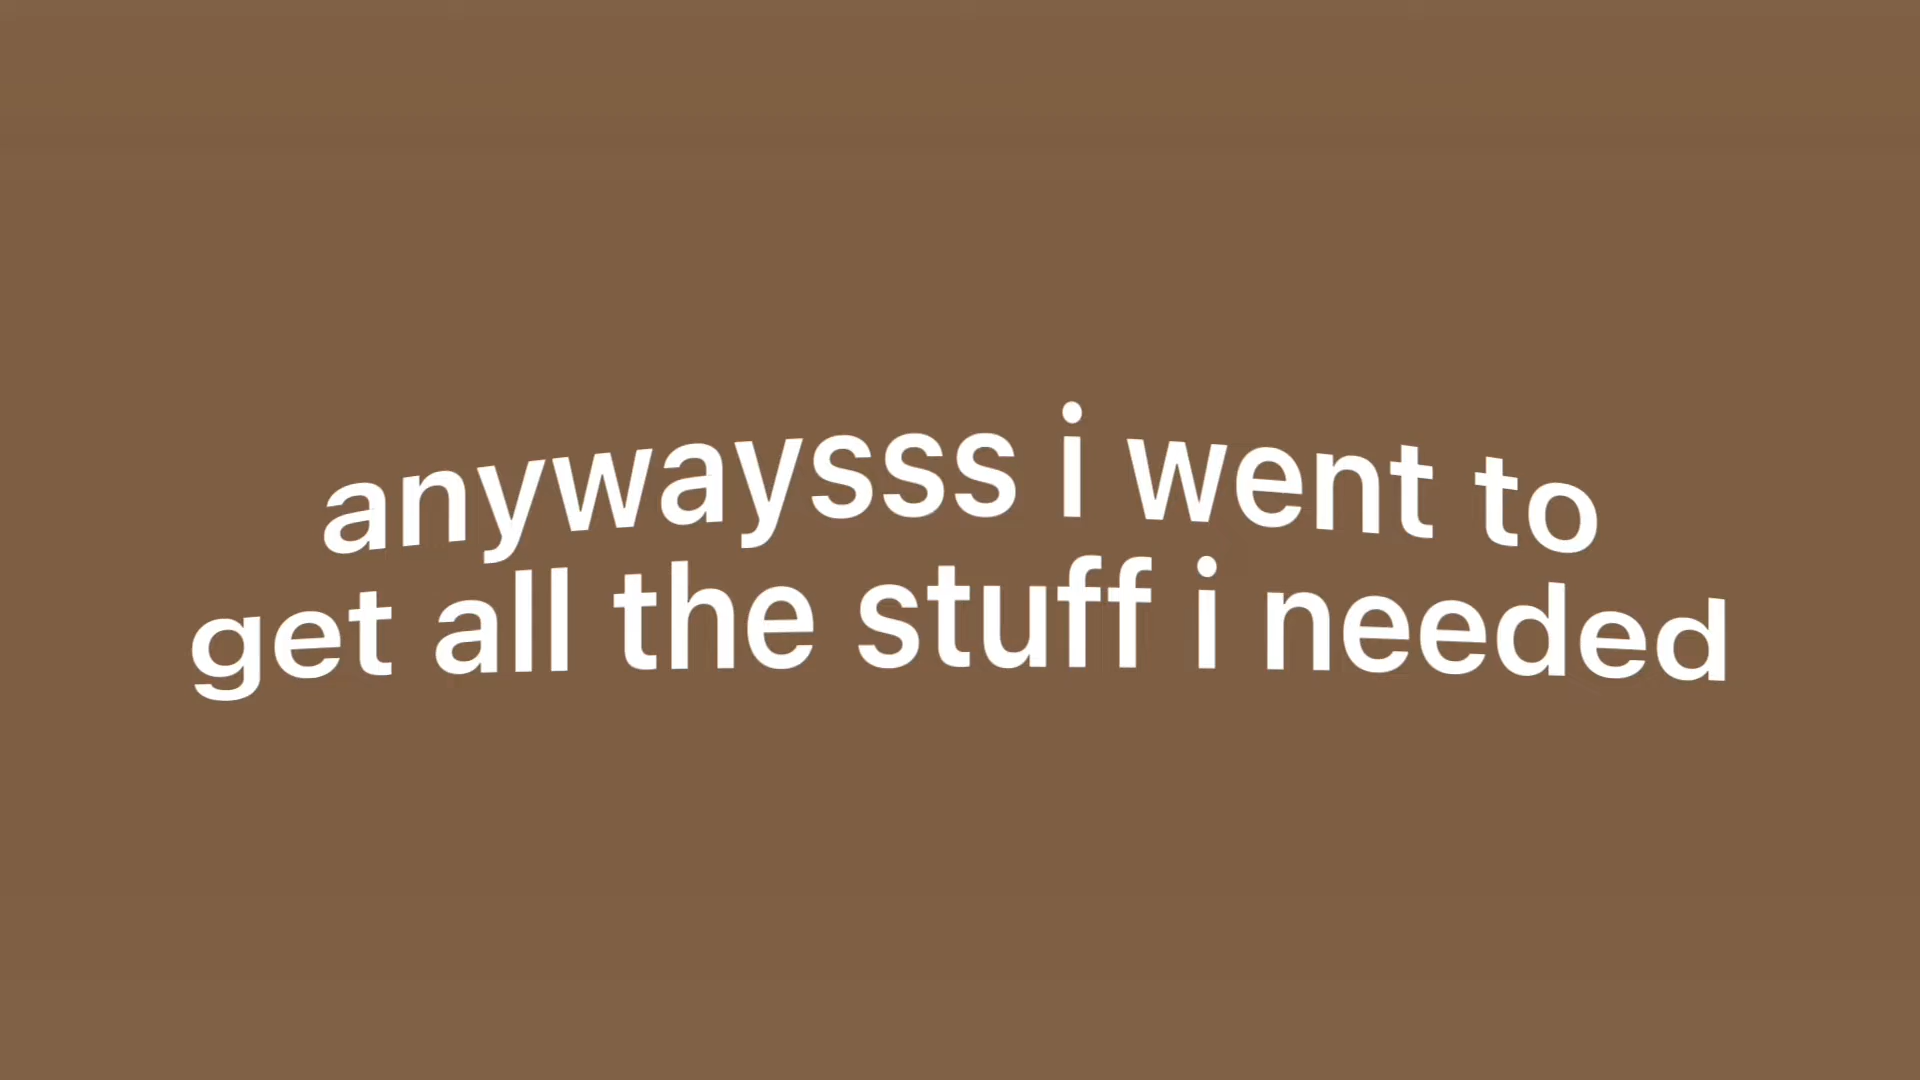 anywaysss i went to
get all the stuff i needed